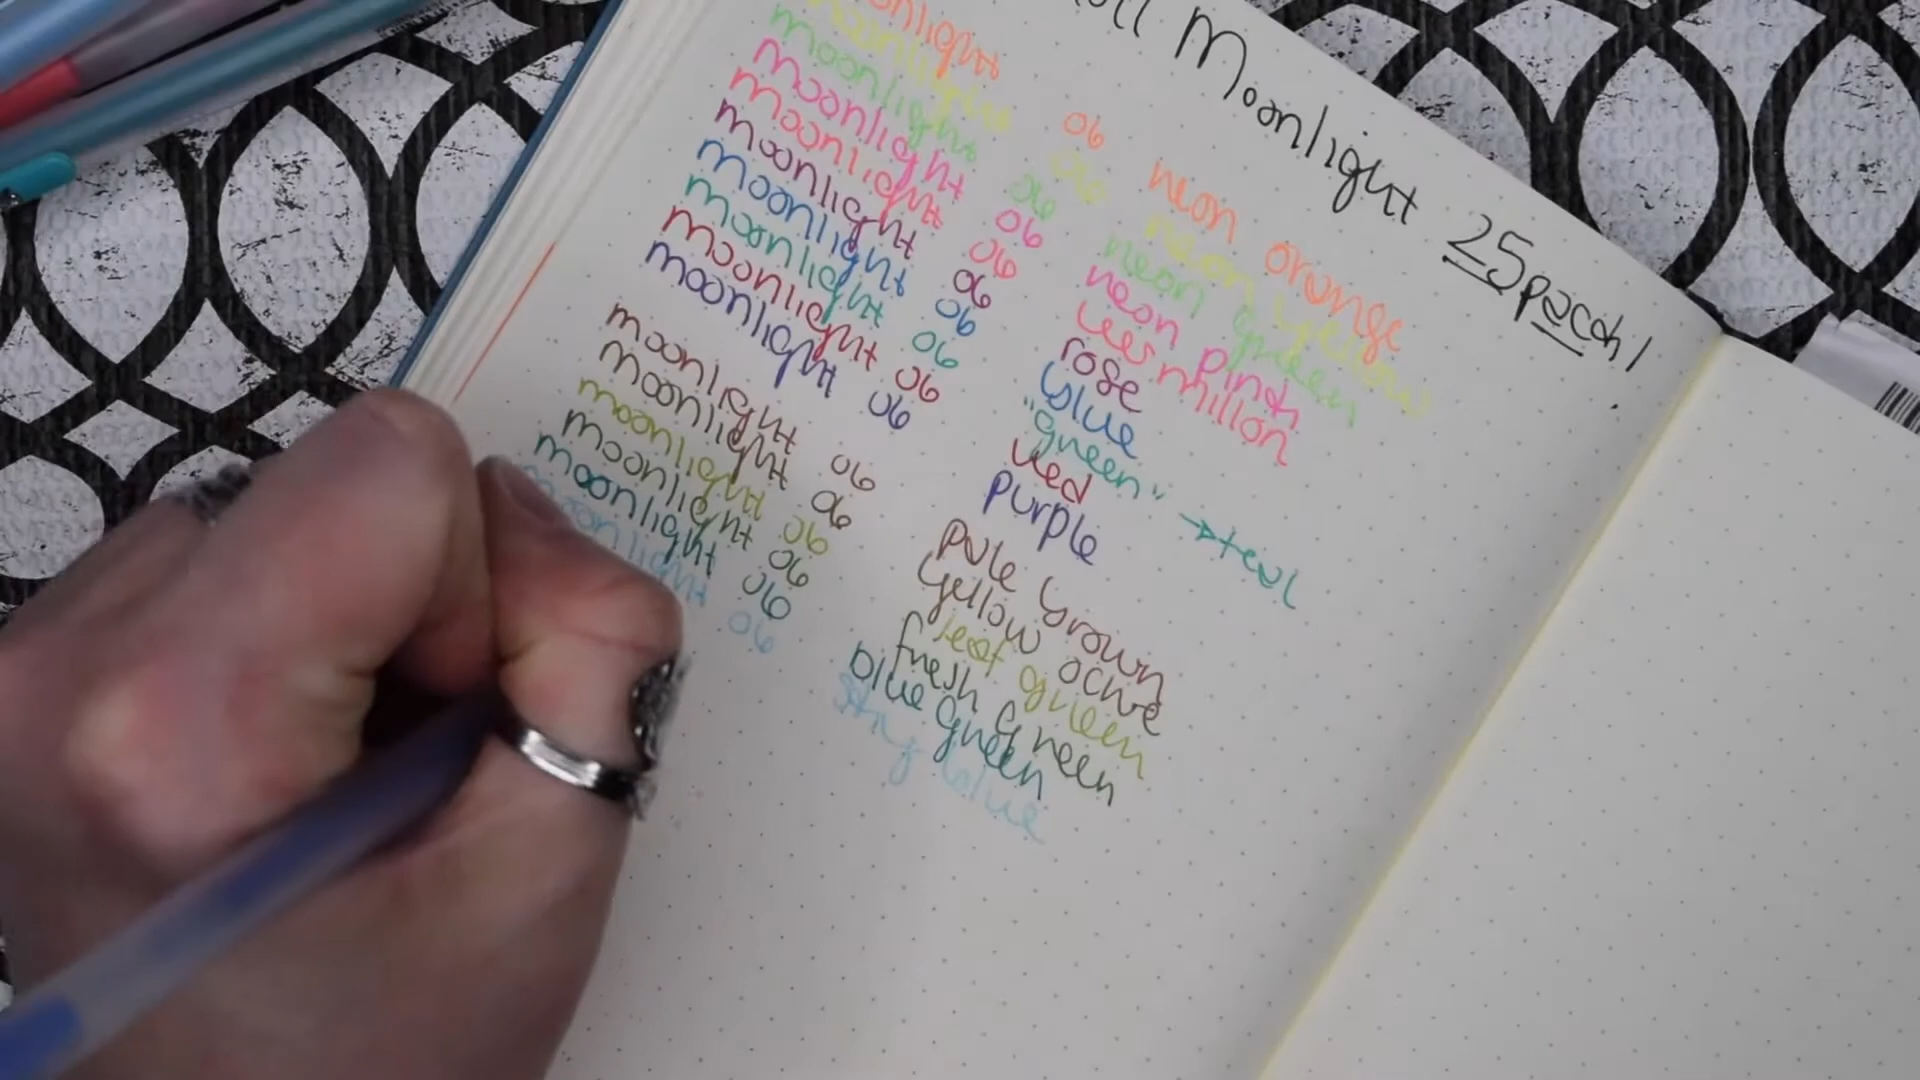 Moonlight 25 pack!
moonlight 06 neon orange
moonlight 06 neon yellow
moonlight 06 neon green
moonlight 06 neon pink
moonlight 06 vermillon
moonlight 06 rose
moonlight 06 blue
moonlight 06 "green" → teal
moonlight 06 red
moonlight 06 purple
moonlight 06 pale brown
moonlight 06 yellow ochre
moonlight 06 leaf green
moonlight 06 fresh green
moonlight 06 blue green
moonlight 06 sky blue